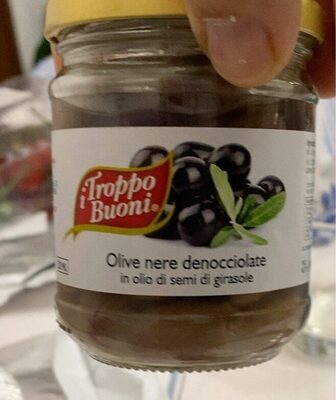 i Troppo
Buoni®
Olive nere denocciolate
in olio di semi di girasole